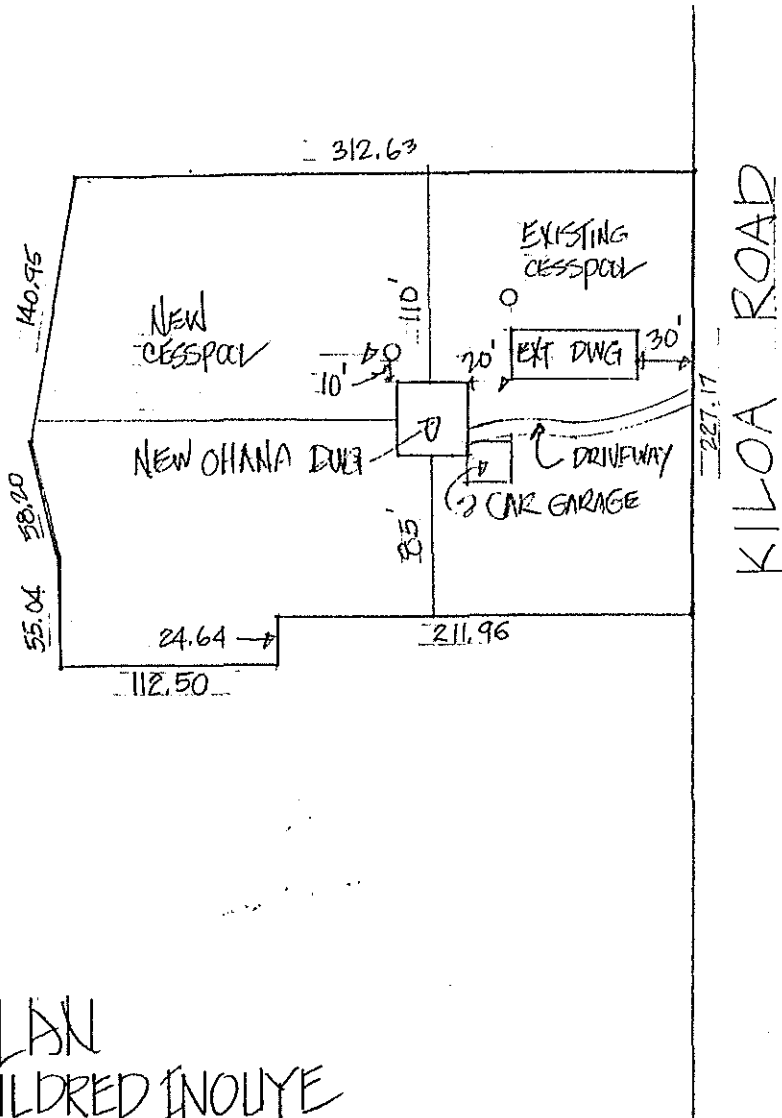 312.63
140.95
58.20
55.04
NEW
CESSPOOL
EXISTING
CESSPOOL
110'
10'
20'
EXT DWG
30'
227.17
KILOA ROAD
NEW OHANA DWG
DRIVEWAY
2 CAR GARAGE
85'
24.64
211.96
112.50
LAN
ILDRED INOUYE